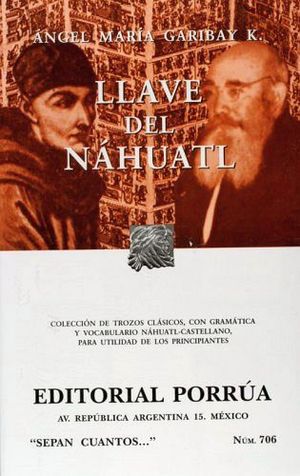 ÁNGEL MARÍA GARIBAY K.
LLAVE
DEL
NÁHUATL
COLECCIÓN DE TROZOS CLÁSICOS, CON GRAMÁTICA
Y VOCABULARIO NÁHUATL-CASTELLANO,
PARA UTILIDAD DE LOS PRINCIPIANTES
EDITORIAL PORRÚA
AV. REPÚBLICA ARGENTINA 15. MÉXICO
“SEPAN CUANTOS...” NÚM. 706